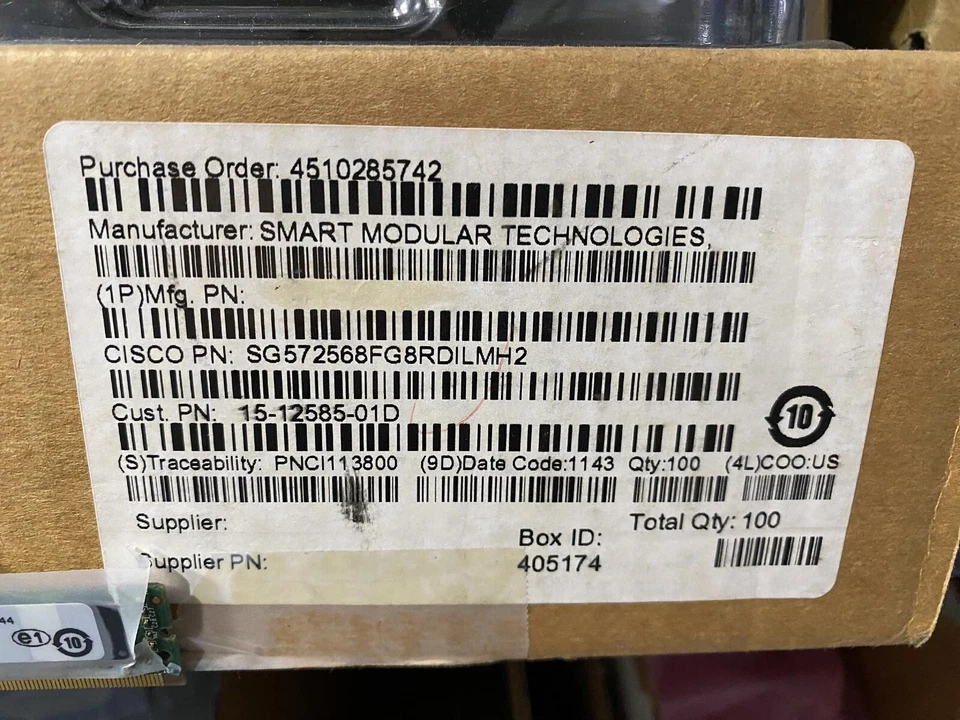 Purchase Order: 4510285742
Manufacturer: SMART MODULAR TECHNOLOGIES,
(1P)Mfg. PN:
CISCO PN: SG572568FG8RDILMH2
Cust. PN: 15-12585-01D
10
(S)Traceability: PNCI113800 (9D)Date Code:1143 Qty:100 (4L)COO:US
Supplier:
Total Qty: 100
Box ID:
405174
Supplier PN:
44
e1 10